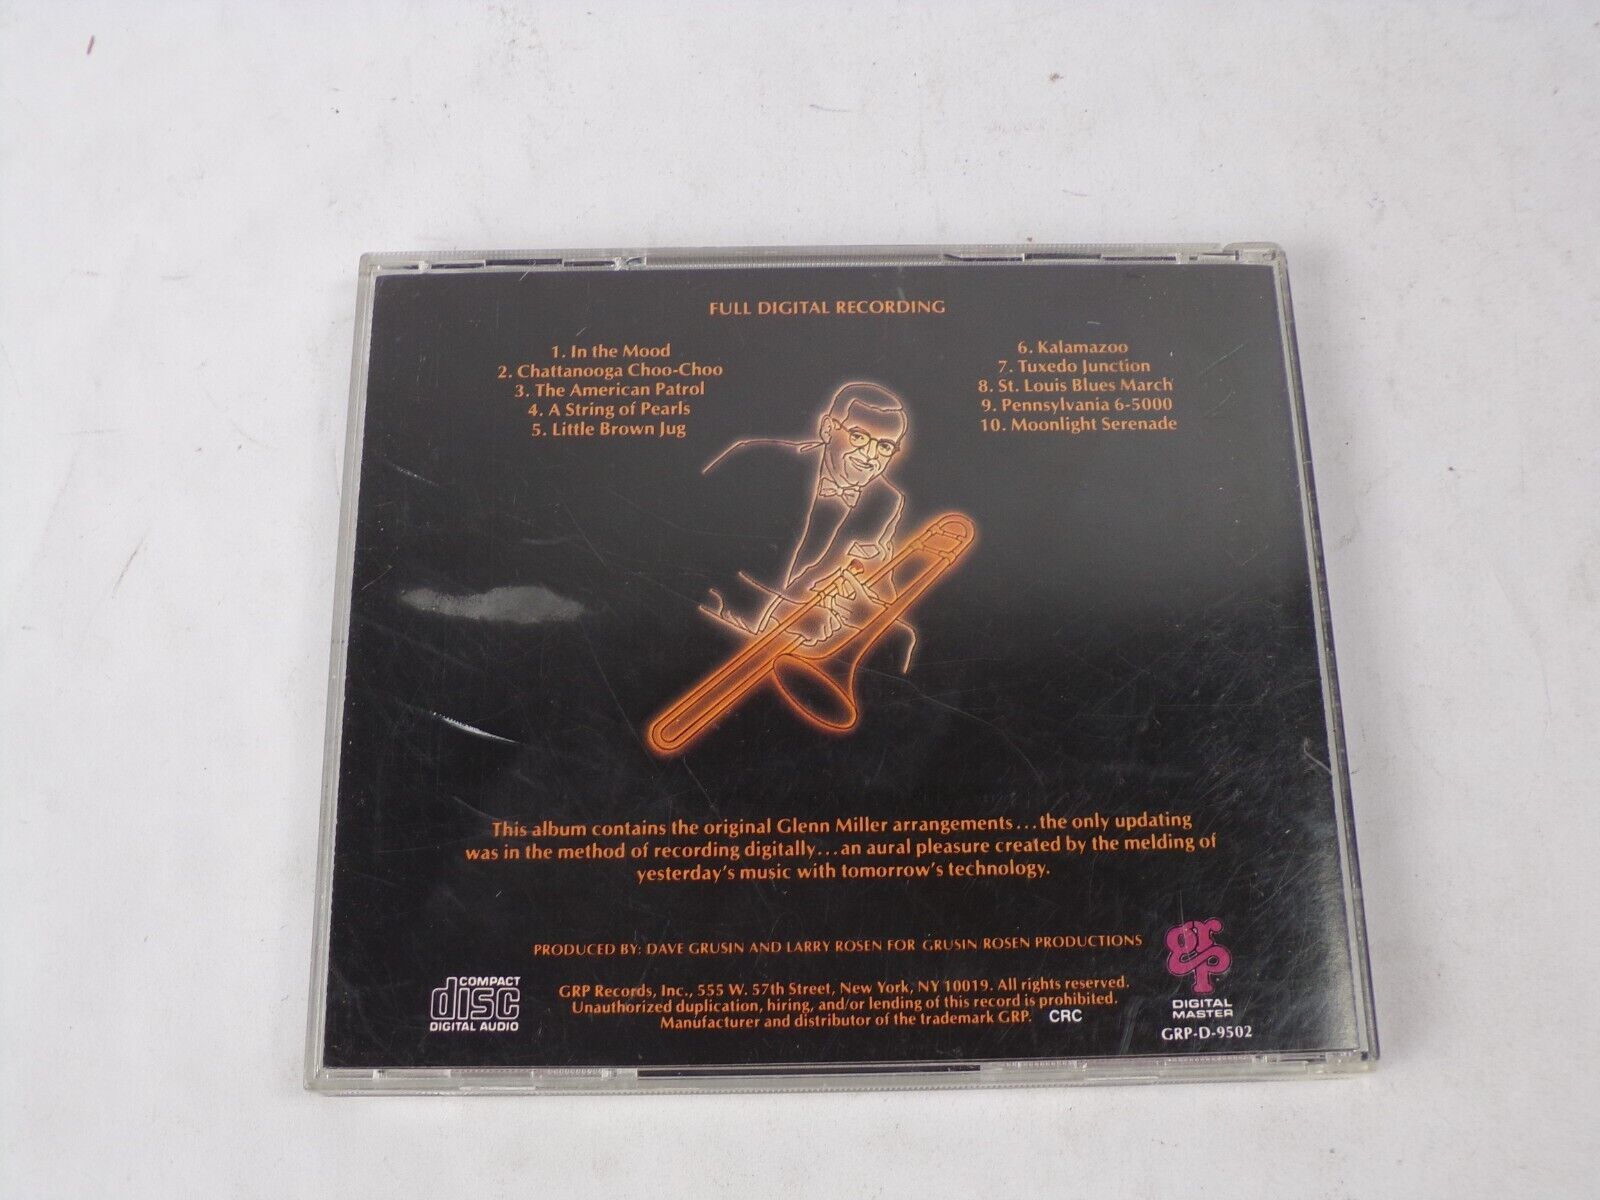 FULL DIGITAL RECORDING
1. In the Mood
2. Chattanooga Choo-Choo
3. The American Patrol
4. A String of Pearls
5. Little Brown Jug
6. Kalamazoo
7. Tuxedo Junction
8. St. Louis Blues March
9. Pennsylvania 6-5000
10. Moonlight Serenade
This album contains the original Glenn Miller arrangements...the only updating
was in the method of recording digitally...an aural pleasure created by the melding of
yesterday's music with tomorrow's technology.
PRODUCED BY: DAVE GRUSIN AND LARRY ROSEN FOR GRUSIN ROSEN PRODUCTIONS
GRP Records, Inc., 555 W. 57th Street, New York, NY 10019. All rights reserved.
Unauthorized duplication, hiring, and/or lending of this record is prohibited.
Manufacturer and distributor of the trademark GRP. CRC
COMPACT
disc
DIGITAL AUDIO
grp
DIGITAL
MASTER
GRP-D-9502